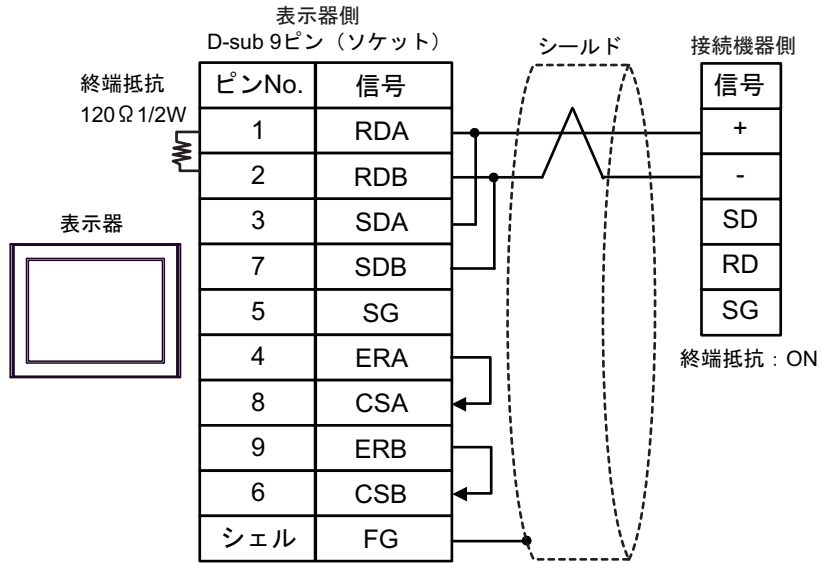 表示器側
D-sub 9ピン（ソケット）
シールド
接続機器側
終端抵抗
120Ω 1/2W
ピンNo. 信号
1 RDA
2 RDB
3 SDA
7 SDB
5 SG
4 ERA
8 CSA
9 ERB
6 CSB
シェル FG
表示器
信号
+
-
SD
RD
SG
終端抵抗：ON